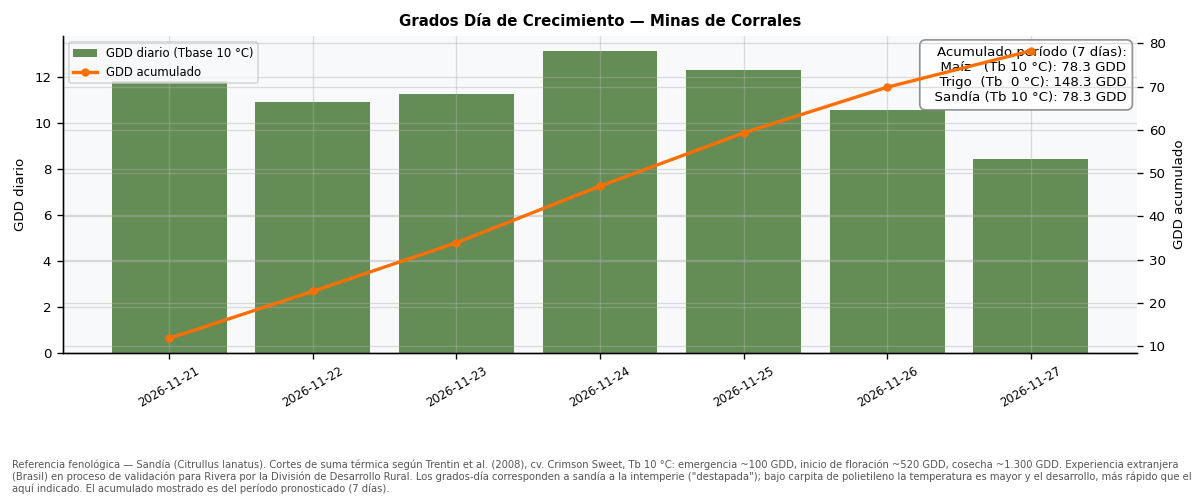 Grados Día de Crecimiento — Minas de Corrales
GDD diario (Tbase 10 °C)
GDD acumulado
Acumulado período (7 días):
Maíz (Tb 10 °C): 78.3 GDD
Trigo (Tb 0 °C): 148.3 GDD
Sandía (Tb 10 °C): 78.3 GDD
GDD diario
12
10
8
6
4
2
0
80
70
60
50
40
30
20
10
GDD acumulado
2026-11-21
2026-11-22
2026-11-23
2026-11-24
2026-11-25
2026-11-26
2026-11-27
Referencia fenológica — Sandía (Citrullus lanatus). Cortes de suma térmica según Trentin et al. (2008), cv. Crimson Sweet, Tb 10 °C: emergencia ~100 GDD, inicio de floración ~520 GDD, cosecha ~1.300 GDD. Experiencia extranjera
(Brasil) en proceso de validación para Rivera por la División de Desarrollo Rural. Los grados-día corresponden a sandía a la intemperie ("destapada"); bajo carpita de polietileno la temperatura es mayor y el desarrollo, más rápido que el
aquí indicado. El acumulado mostrado es del período pronosticado (7 días).